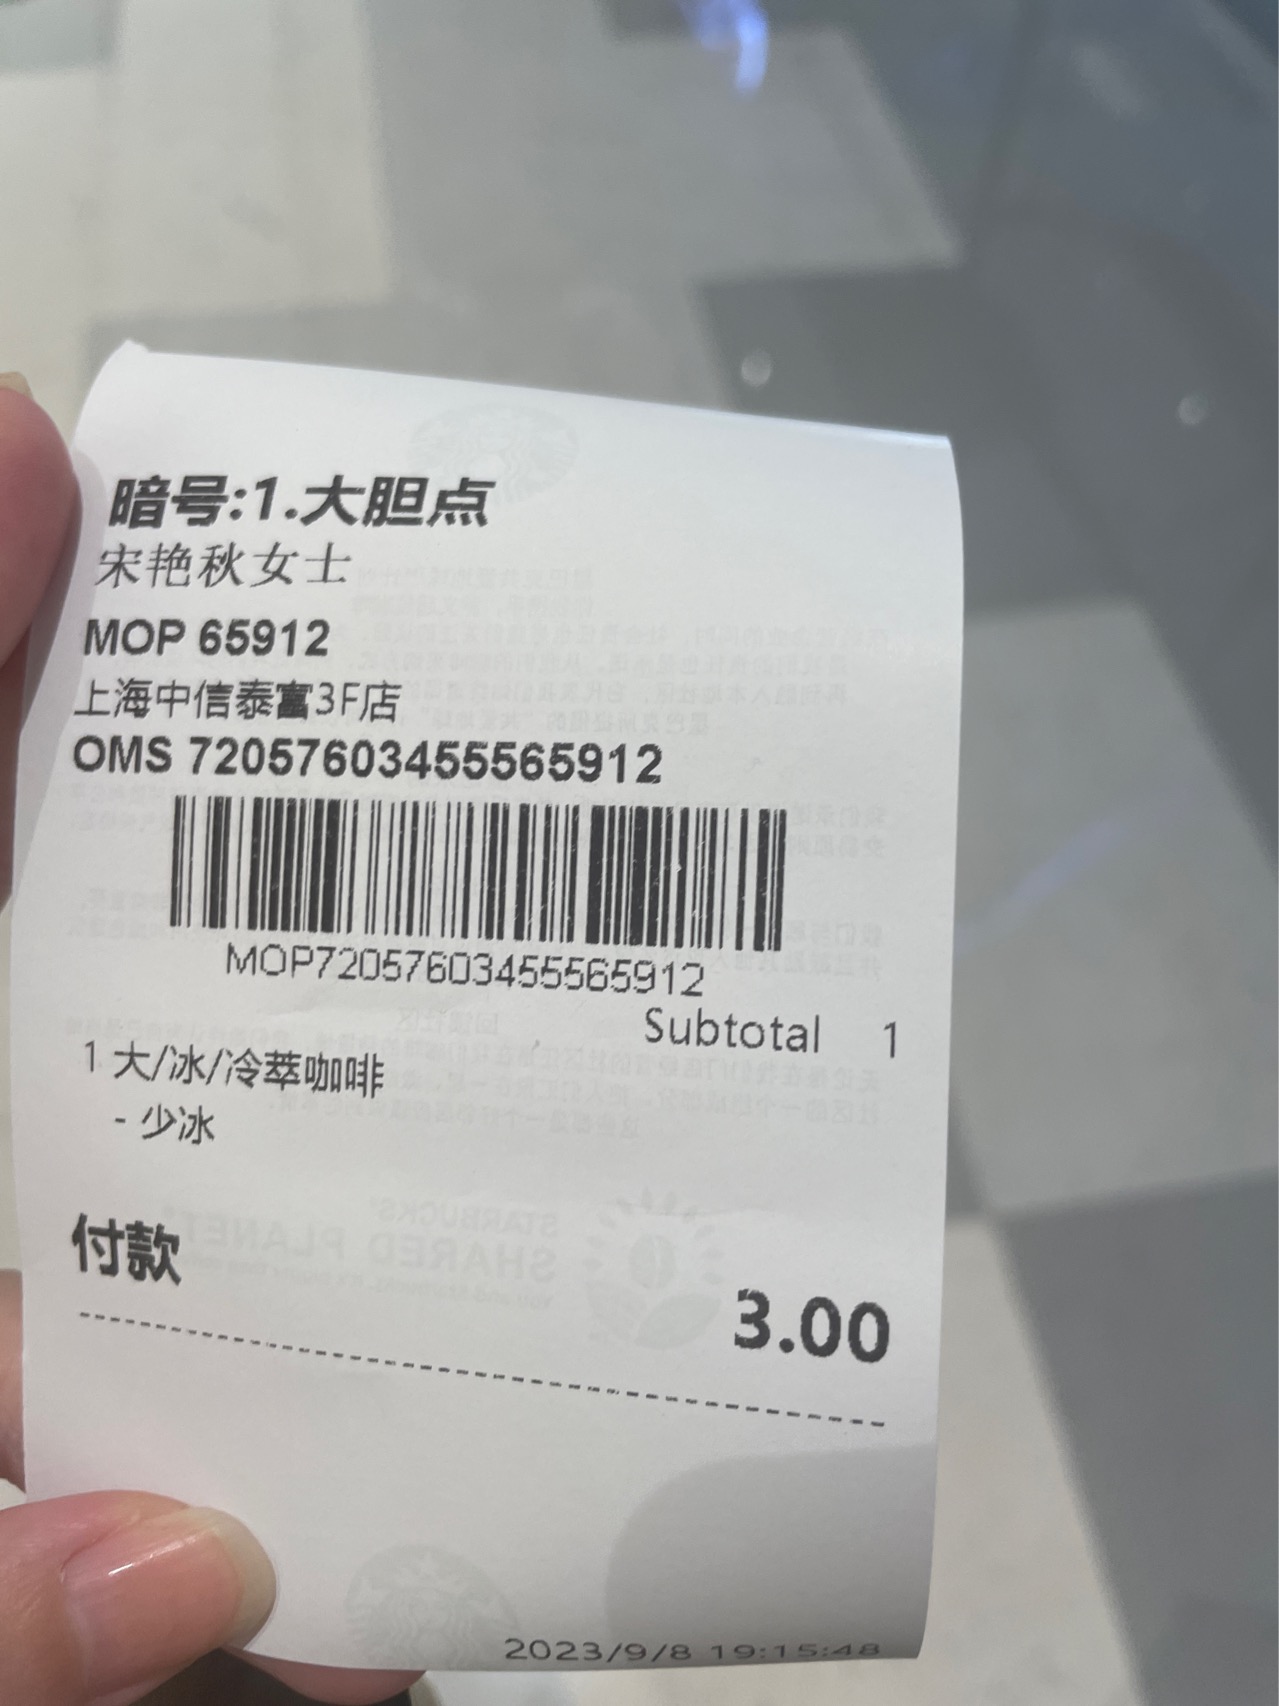 暗号:1.大胆点
宋艳秋女士
MOP 65912
上海中信泰富3F店
OMS 72057603455565912
MOP72057603455565912
Subtotal 1
1 大/冰/冷萃咖啡
- 少冰
付款
3.00
2023/9/8 19:15:48